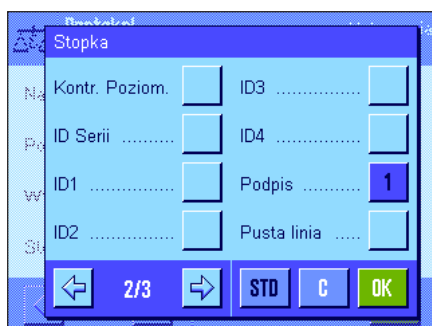 Stopka
Kontr. Poziom.
ID Serii ..........
ID1 ................
ID2 ................
ID3 ................
ID4 ................
Podpis ........... 1
Pusta linia .....
2/3
STD
C
OK